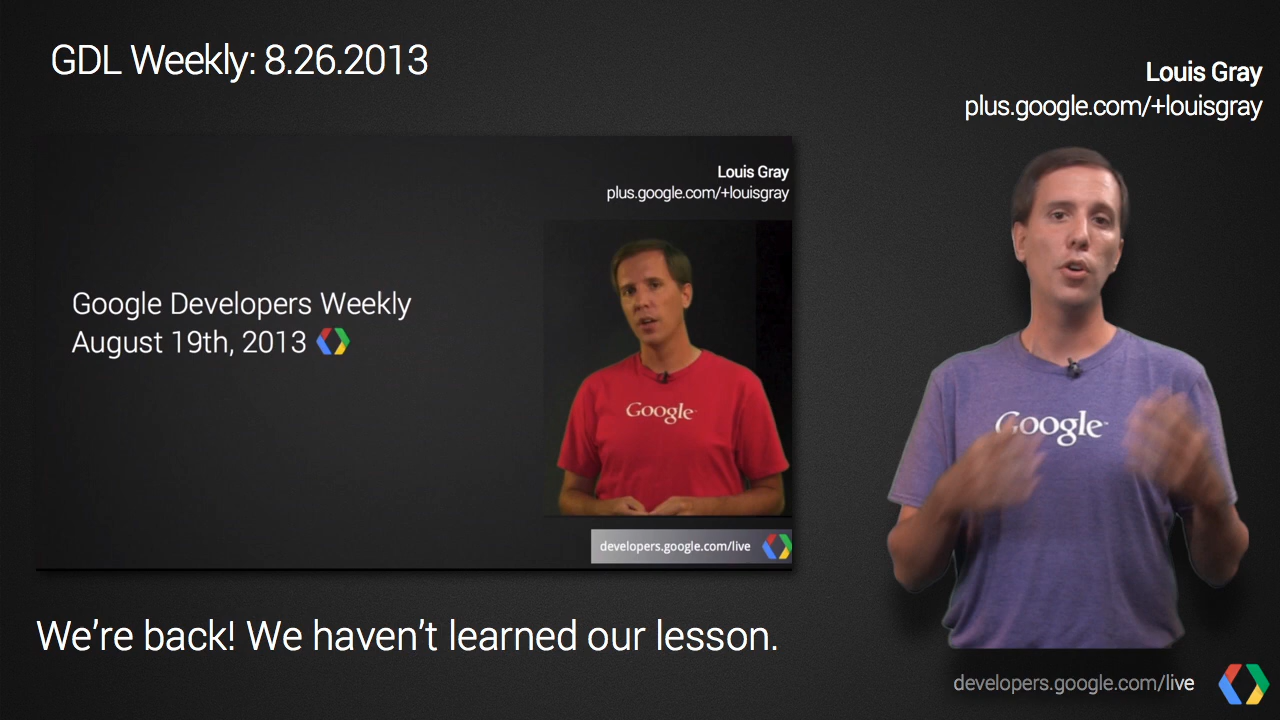 GDL Weekly: 8.26.2013
Louis Gray
plus.google.com/+louisgray
Louis Gray
plus.google.com/+louisgray
Google Developers Weekly
August 19th, 2013
Google
developers.google.com/live
Google
We're back! We haven't learned our lesson.
developers.google.com/live